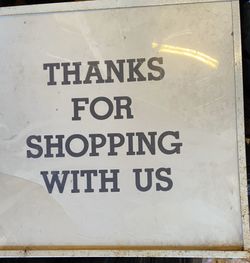 THANKS
FOR
SHOPPING
WITH US